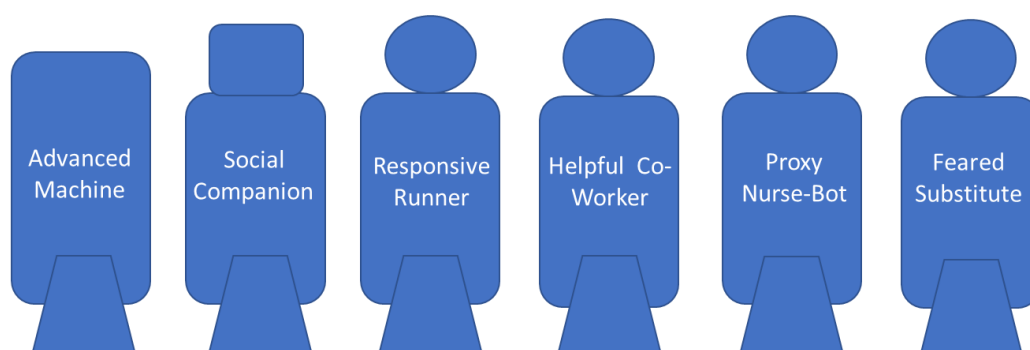 Advanced
Machine
Social
Companion
Responsive
Runner
Helpful Co-
Worker
Proxy
Nurse-Bot
Feared
Substitute